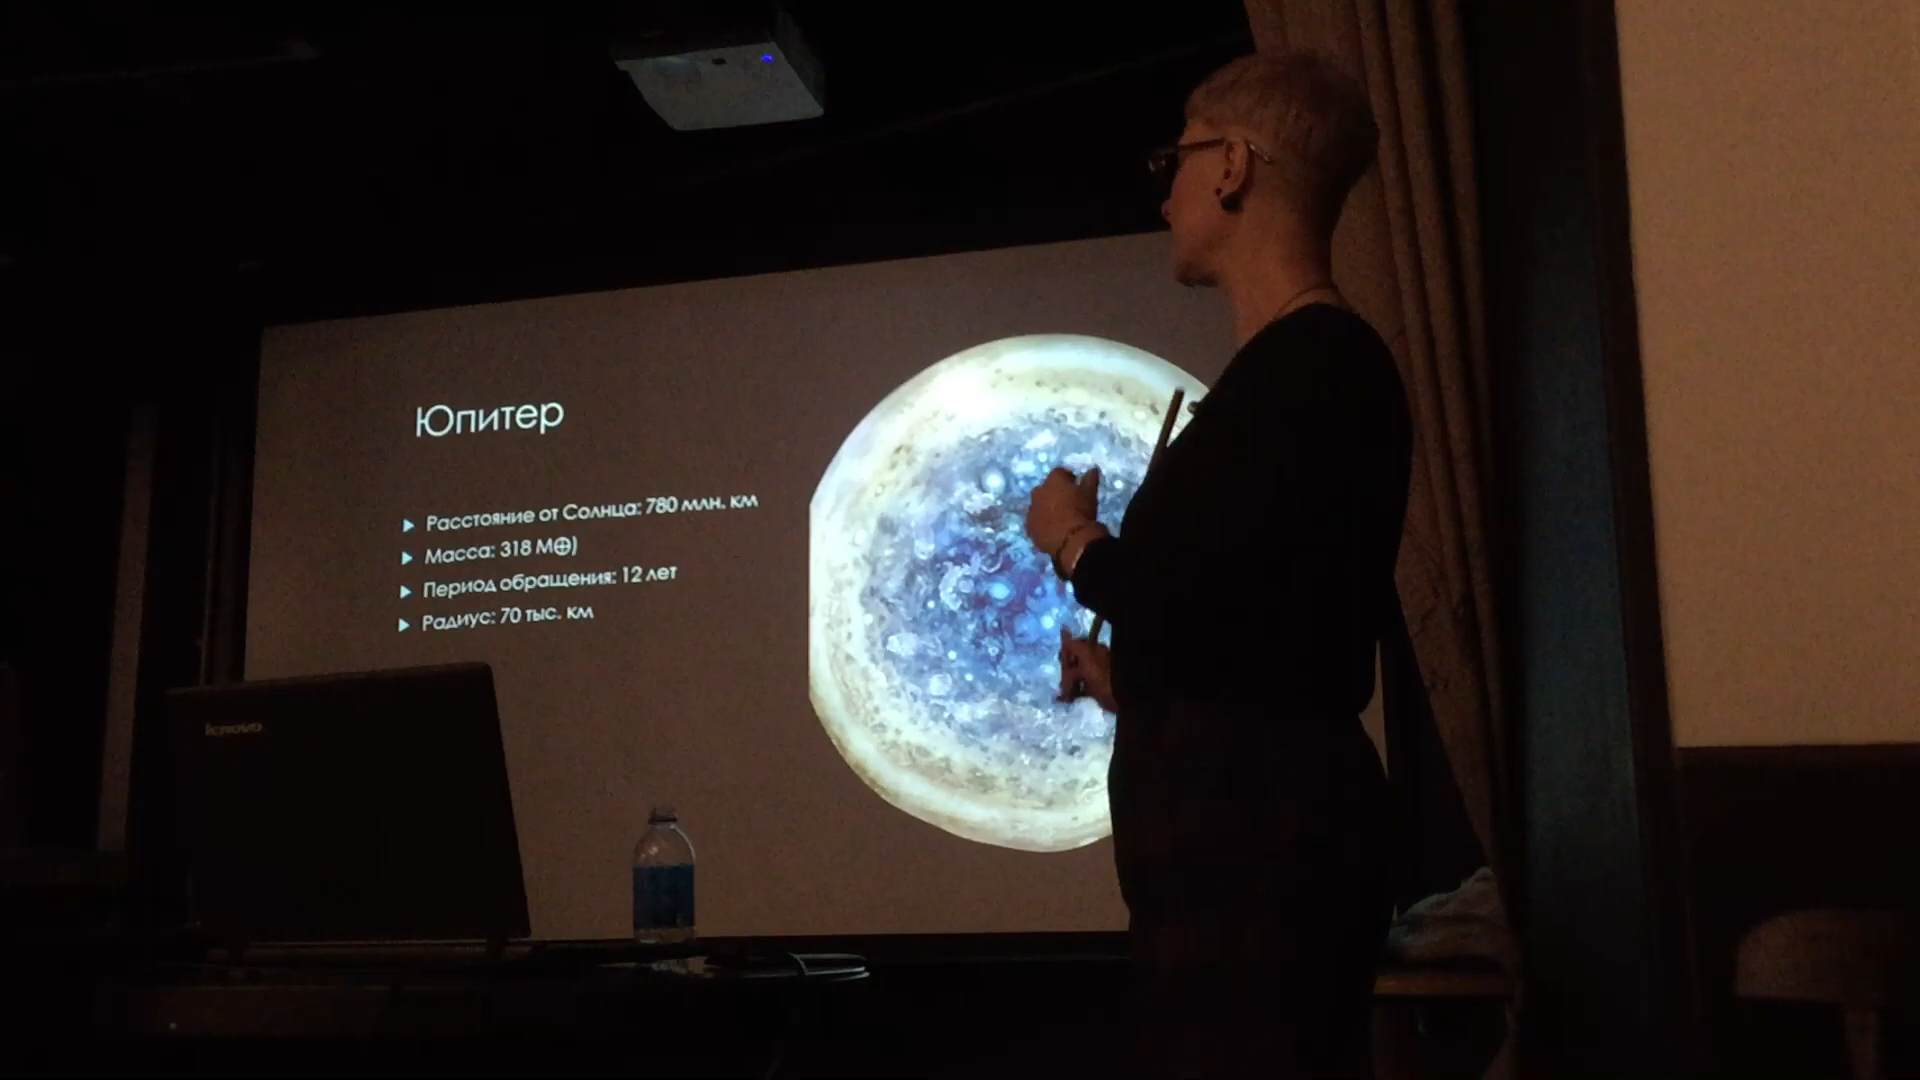 Юпитер
Расстояние от Солнца: 780 млн. км
Масса: 318 М⊕)
Период обращения: 12 лет
Радиус: 70 тыс. км
lenovo